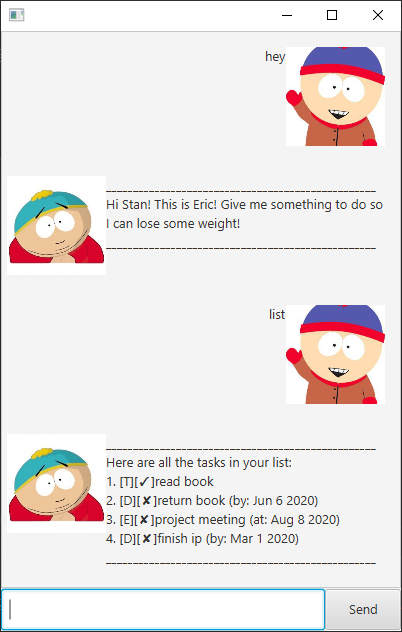 hey
____________________________________________
Hi Stan! This is Eric! Give me something to do so
I can lose some weight!
____________________________________________
list
____________________________________________
Here are all the tasks in your list:
1. [T][✓]read book
2. [D][✘]return book (by: Jun 6 2020)
3. [E][✘]project meeting (at: Aug 8 2020)
4. [D][✘]finish ip (by: Mar 1 2020)
____________________________________________
Send